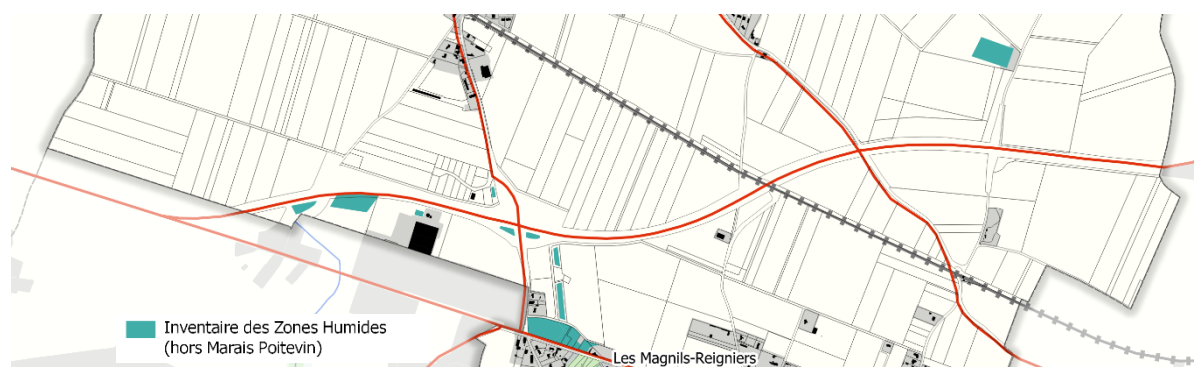 Inventaire des Zones Humides
(hors Marais Poitevin)
Les Magnils-Reigniers